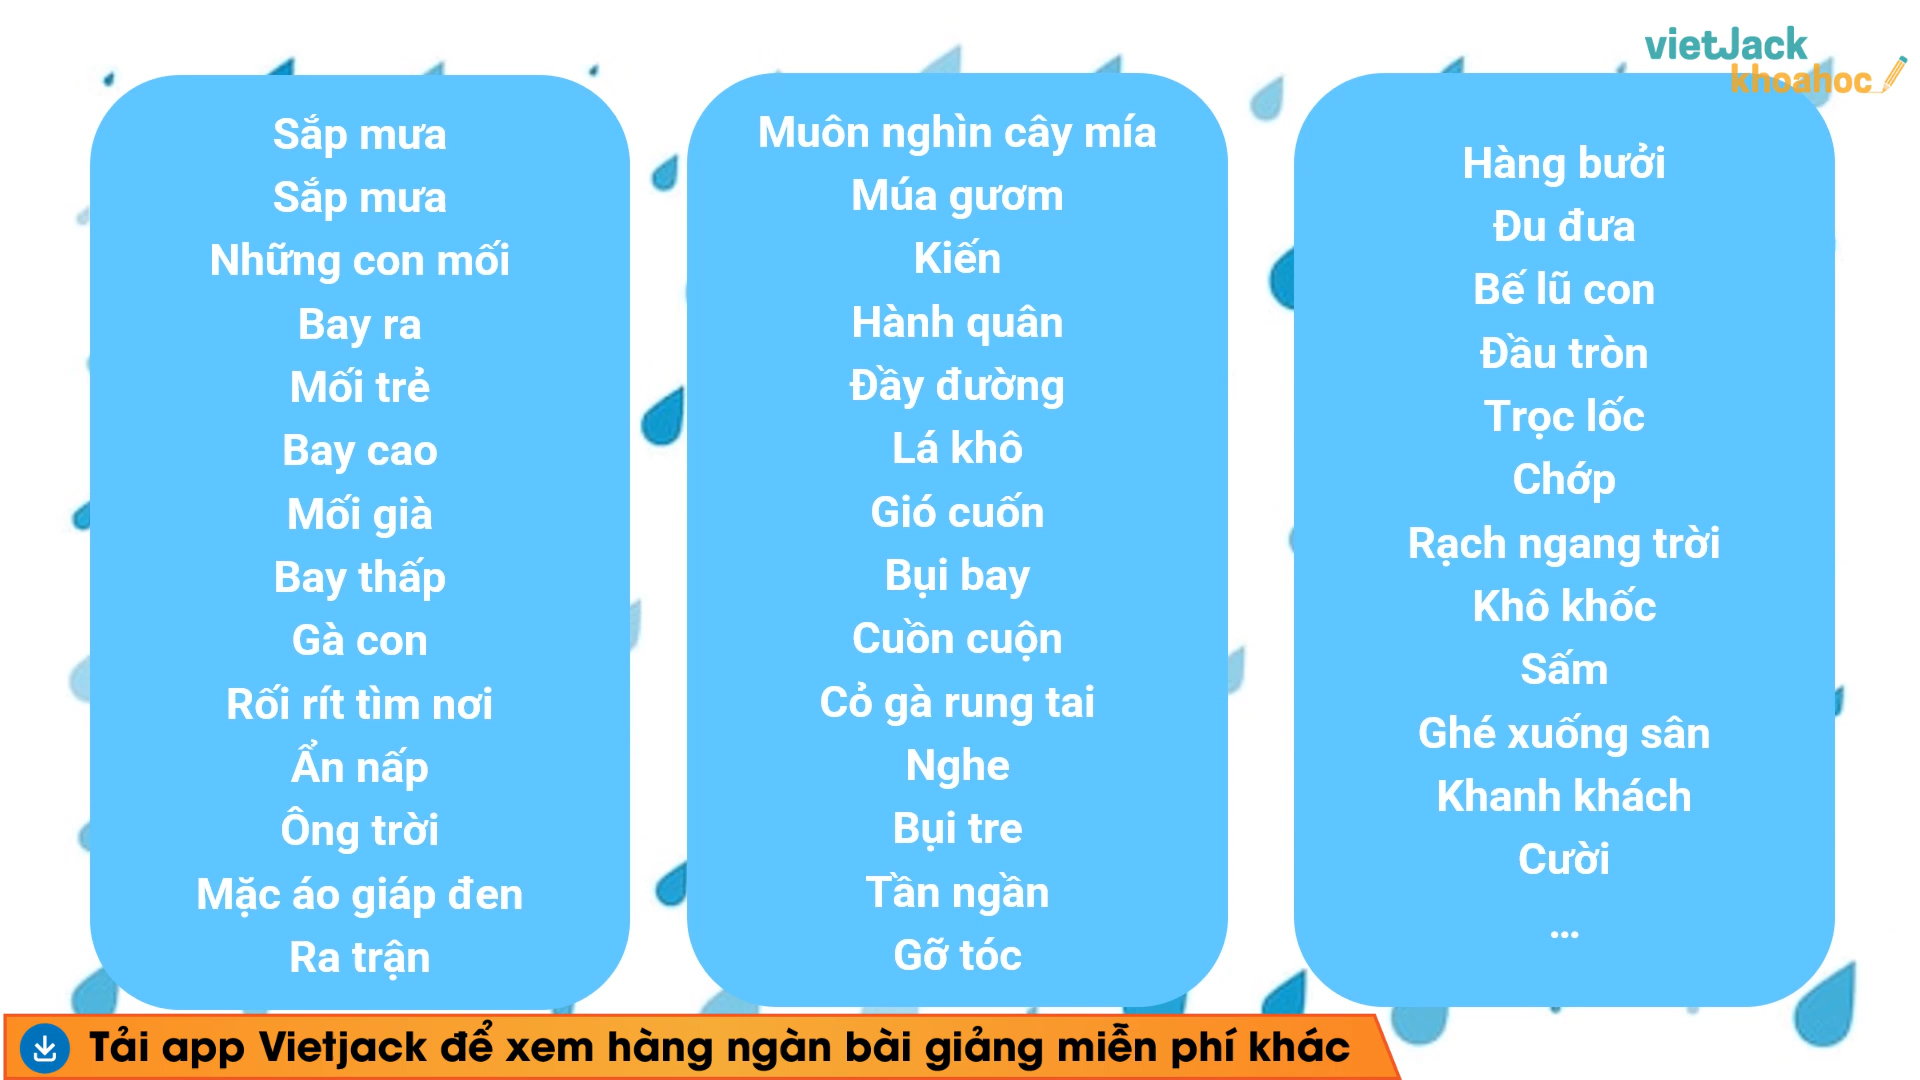 vietJack
khoahoc
Sắp mưa
Sắp mưa
Những con mối
Bay ra
Mối trẻ
Bay cao
Mối già
Bay thấp
Gà con
Rối rít tìm nơi
Ẩn nấp
Ông trời
Mặc áo giáp đen
Ra trận
Muôn nghìn cây mía
Múa gươm
Kiến
Hành quân
Đầy đường
Lá khô
Gió cuốn
Bụi bay
Cuồn cuộn
Cỏ gà rung tai
Nghe
Bụi tre
Tần ngần
Gỡ tóc
Hàng bưởi
Đu đưa
Bế lũ con
Đầu tròn
Trọc lốc
Chớp
Rạch ngang trời
Khô khốc
Sấm
Ghé xuống sân
Khanh khách
Cười
...
Tải app Vietjack để xem hàng ngàn bài giảng miễn phí khác